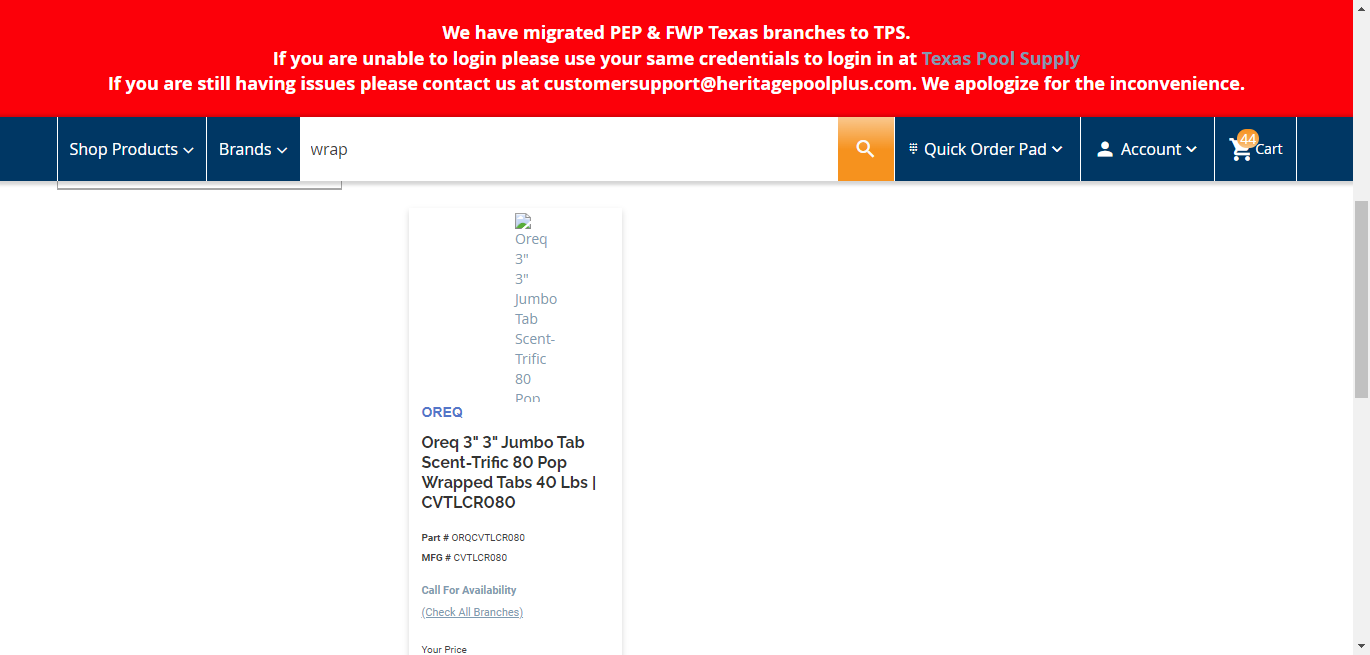 We have migrated PEP & FWP Texas branches to TPS.
If you are unable to login please use your same credentials to login in at Texas Pool Supply
If you are still having issues please contact us at customersupport@heritagepoolplus.com. We apologize for the inconvenience.
Shop Products
Brands
wrap
Quick Order Pad
Account
44
Cart
Oreq
3"
3"
Jumbo
Tab
Scent-
Trific
80
Pop
OREQ
Oreq 3" 3" Jumbo Tab
Scent-Trific 80 Pop
Wrapped Tabs 40 Lbs |
CVTLCR080
Part # ORQCVTLCR080
MFG # CVTLCR080
Call For Availability
(Check All Branches)
Your Price